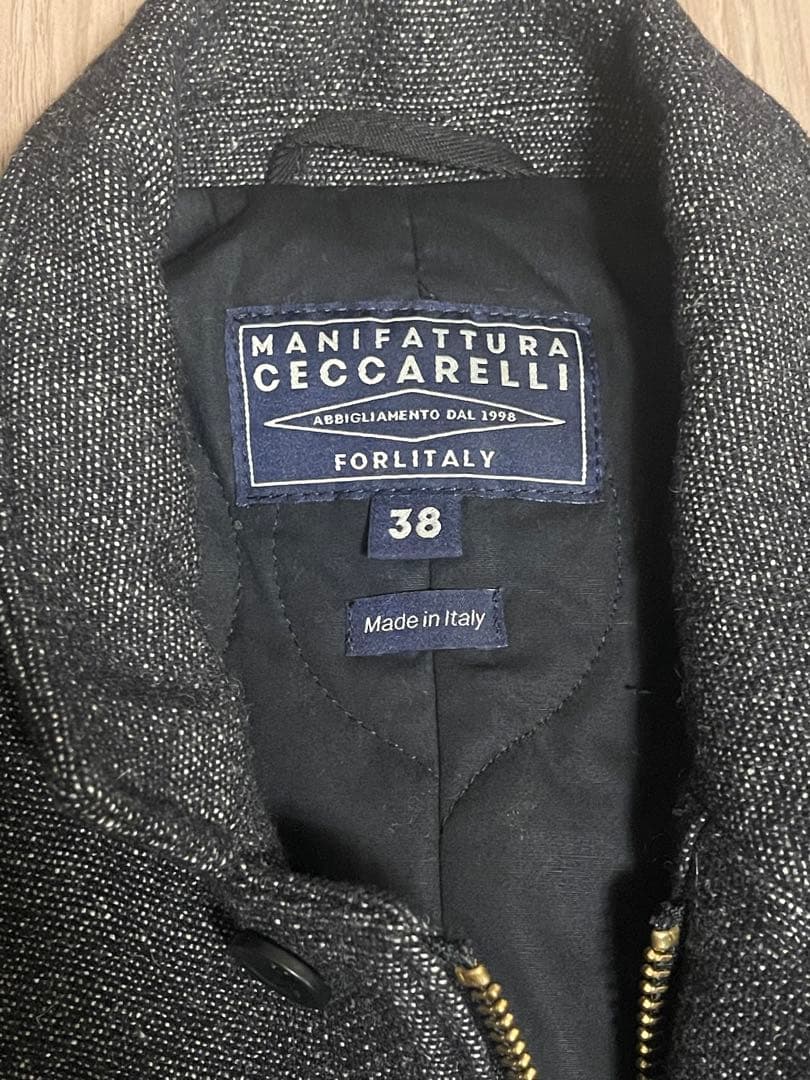 MANIFATTURA
CECCARELLI
ABBIGLIAMENTO DAL 1998
FORLITALY
38
Made in Italy